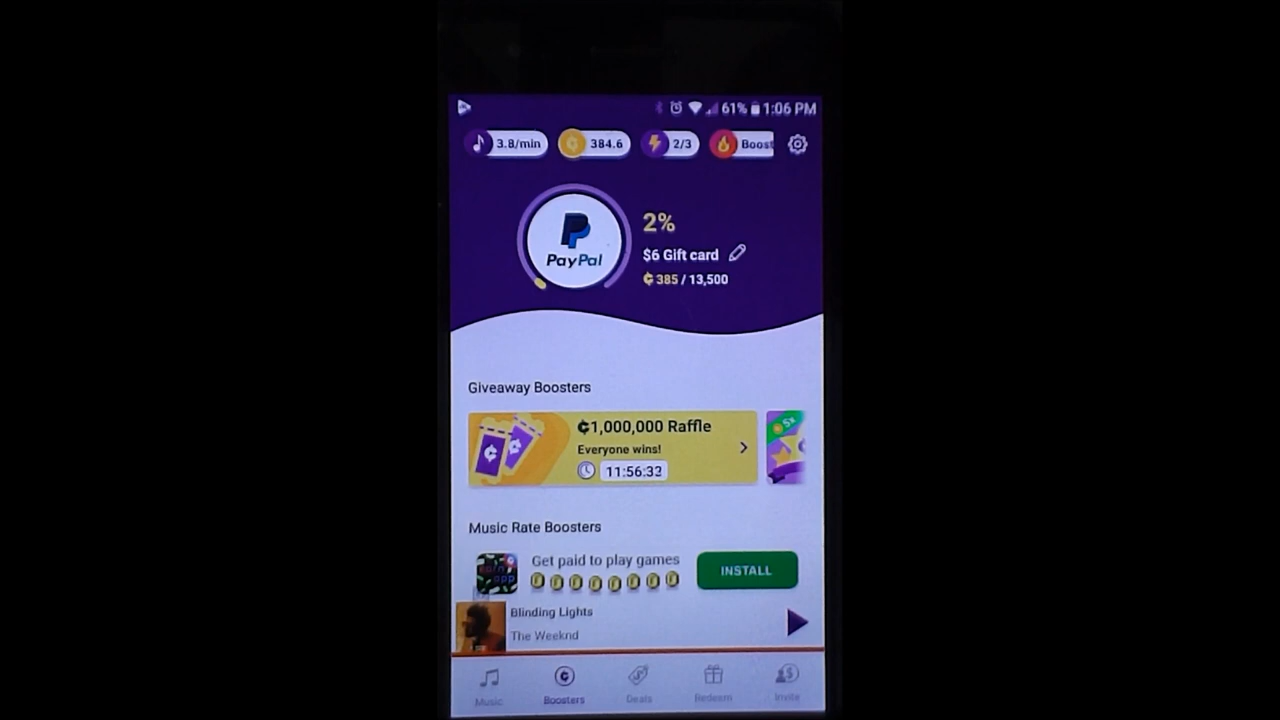 61% 1:06 PM
3.8/min 384.6 2/3 Boost
2%
PayPal
$6 Gift card
385 / 13,500
Giveaway Boosters
₵1,000,000 Raffle
Everyone wins!
11:56:32
5x
Music Rate Boosters
Get paid to play games
INSTALL
Blinding Lights
The Weeknd
Music Boosters Deals Redeem Invite